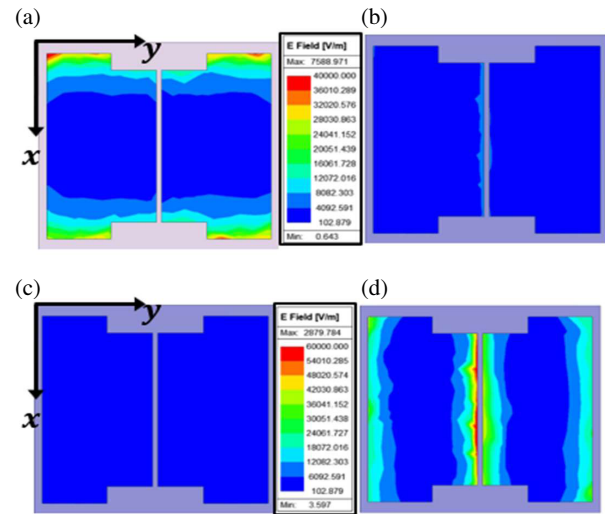 (a)
(b)
y
x
E Field [V/m]
Max: 7588.971
40000.000
36010.289
32020.576
28030.863
24041.152
20051.439
16061.728
12072.016
8082.303
4092.591
102.879
Min: 0.643
(c)
(d)
y
x
E Field [V/m]
Max: 2879.784
60000.000
54010.285
48020.574
42030.863
36041.152
30051.438
24061.727
18072.016
12082.303
6092.591
102.879
Min: 3.597